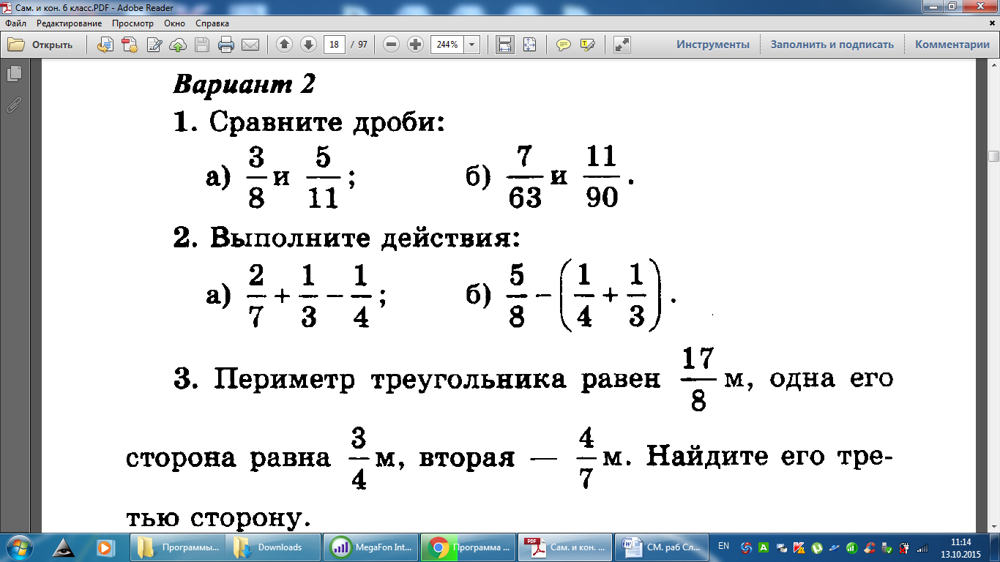 Сам. и кон. 6 класс.PDF - Adobe Reader
Файл Редактирование Просмотр Окно Справка
Открыть 18 / 97 244% Инструменты Заполнить и подписать Комментарии
Вариант 2
1. Сравните дроби:
а) 3/8 и 5/11; б) 7/63 и 11/90.
2. Выполните действия:
а) 2/7 + 1/3 − 1/4; б) 5/8 − (1/4 + 1/3).
3. Периметр треугольника равен 17/8 м, одна его
сторона равна 3/4 м, вторая — 4/7 м. Найдите его тре-
тью сторону.
Программы... Downloads MegaFon Int... Программа ... Сам. и кон. ... СМ. раб Сл... EN 11:14
13.10.2015